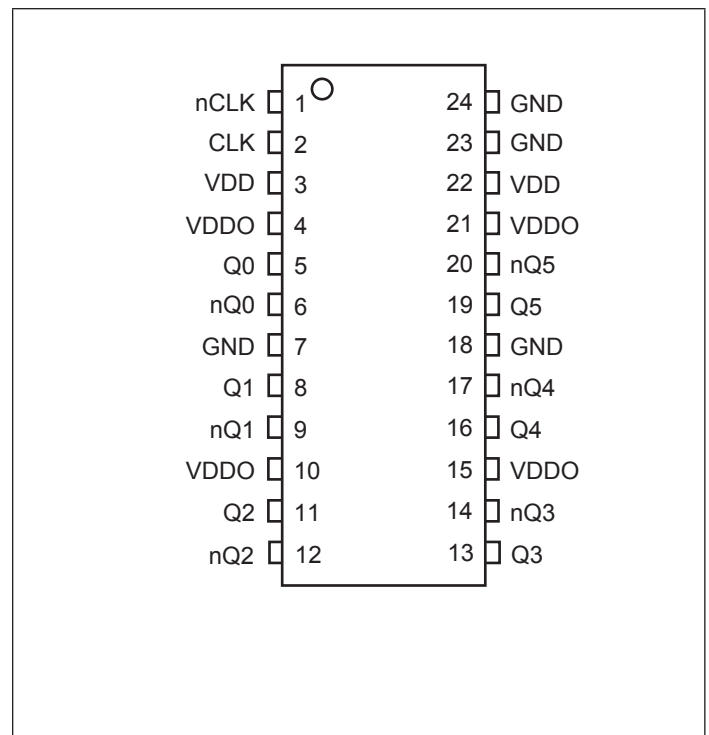 nCLK 1 24 GND
CLK 2 23 GND
VDD 3 22 VDD
VDDO 4 21 VDDO
Q0 5 20 nQ5
nQ0 6 19 Q5
GND 7 18 GND
Q1 8 17 nQ4
nQ1 9 16 Q4
VDDO 10 15 VDDO
Q2 11 14 nQ3
nQ2 12 13 Q3